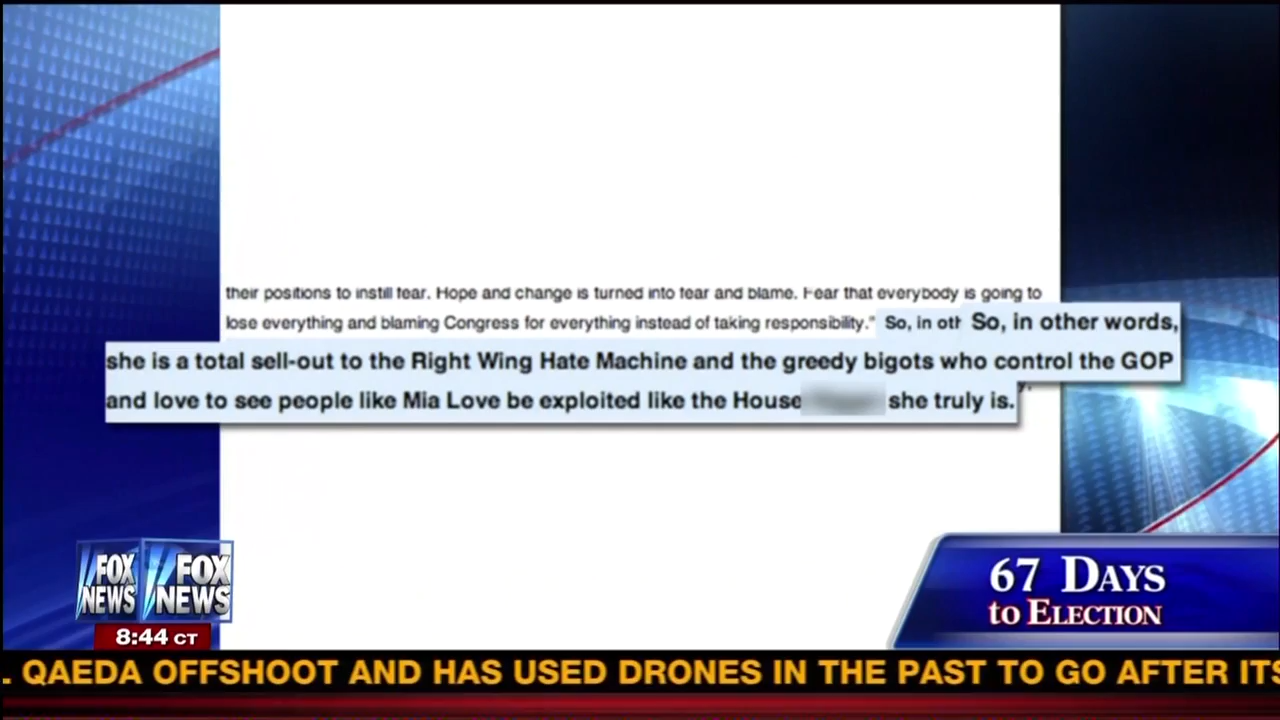 their positions to instill fear. Hope and change is turned into fear and blame. Fear that everybody is going to
lose everything and blaming Congress for everything instead of taking responsibility." So, in oth So, in other words,
she is a total sell-out to the Right Wing Hate Machine and the greedy bigots who control the GOP
and love to see people like Mia Love be exploited like the House she truly is.
FOX NEWS
FOX NEWS
8:44 CT
67 DAYS
to ELECTION
. QAEDA OFFSHOOT AND HAS USED DRONES IN THE PAST TO GO AFTER ITS